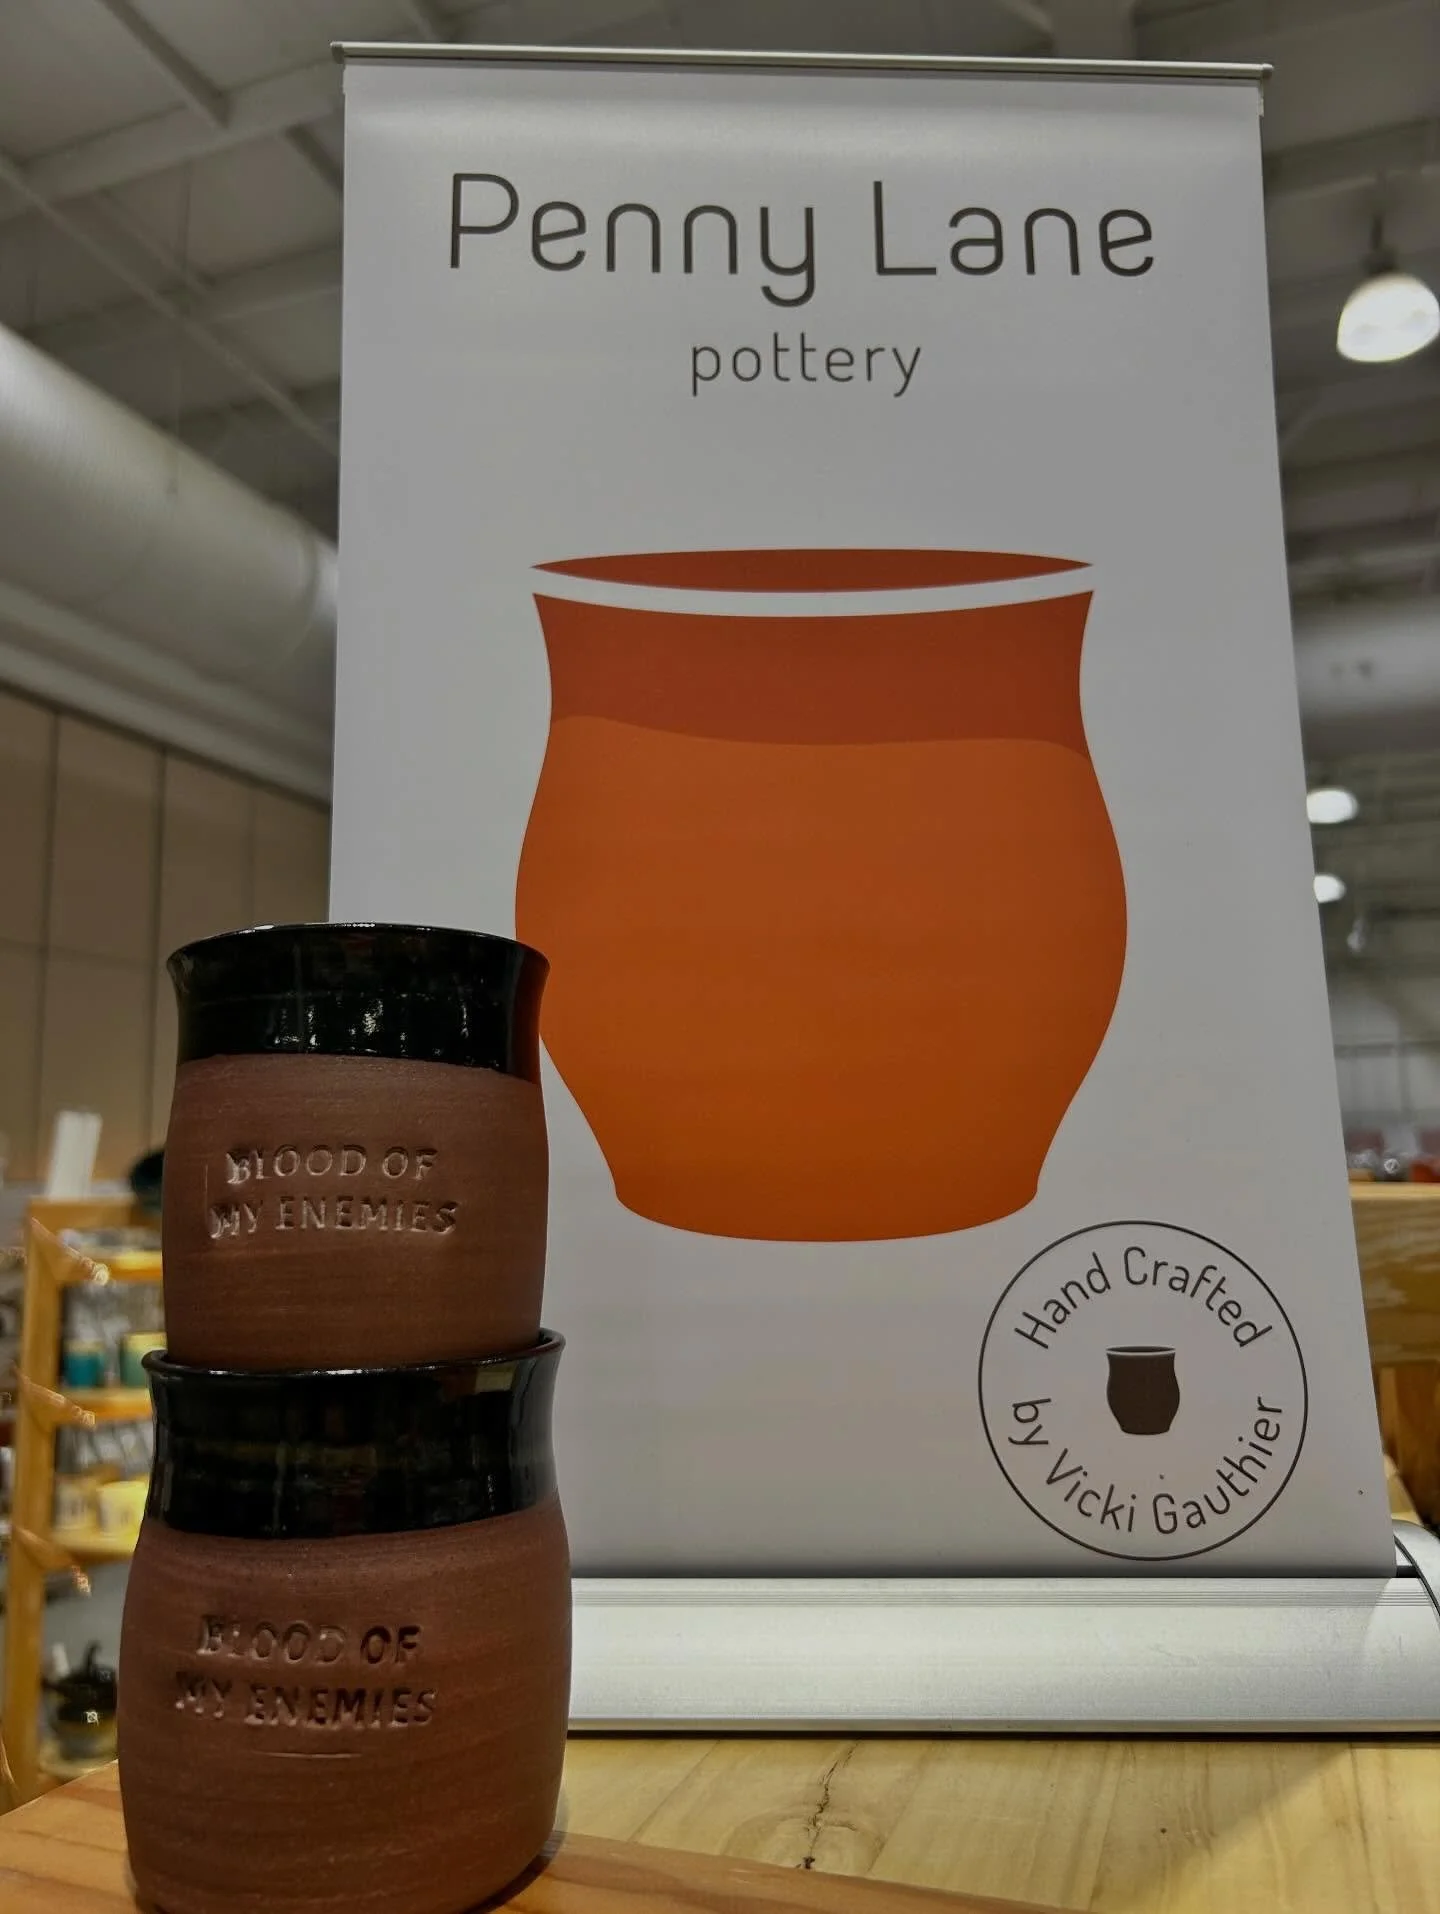 Penny Lane
pottery
BLOOD OF
MY ENEMIES
BLOOD OF
MY ENEMIES
Hand Crafted
by Vicki Gauthier